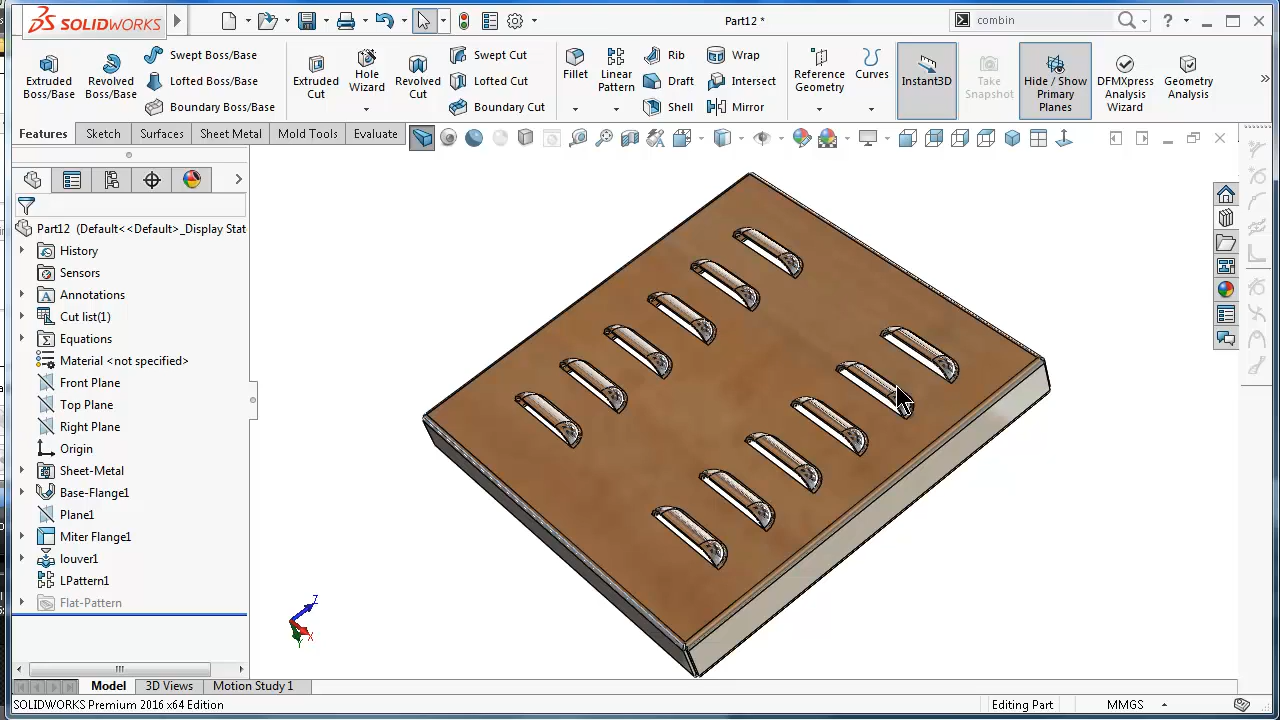 SOLIDWORKS
Part12 *
combin
Extruded Boss/Base
Revolved Boss/Base
Swept Boss/Base
Lofted Boss/Base
Boundary Boss/Base
Extruded Cut
Hole Wizard
Revolved Cut
Swept Cut
Lofted Cut
Boundary Cut
Fillet
Linear Pattern
Rib
Draft
Shell
Wrap
Intersect
Mirror
Reference Geometry
Curves
Instant3D
Take Snapshot
Hide / Show Primary Planes
DFMXpress Analysis Wizard
Geometry Analysis
Features
Sketch
Surfaces
Sheet Metal
Mold Tools
Evaluate
Part12 (Default<<Default>_Display Stat
History
Sensors
Annotations
Cut list(1)
Equations
Material <not specified>
Front Plane
Top Plane
Right Plane
Origin
Sheet-Metal
Base-Flange1
Plane1
Miter Flange1
louver1
LPattern1
Flat-Pattern
Z
X
Y
Model
3D Views
Motion Study 1
SOLIDWORKS Premium 2016 x64 Edition
Editing Part
MMGS